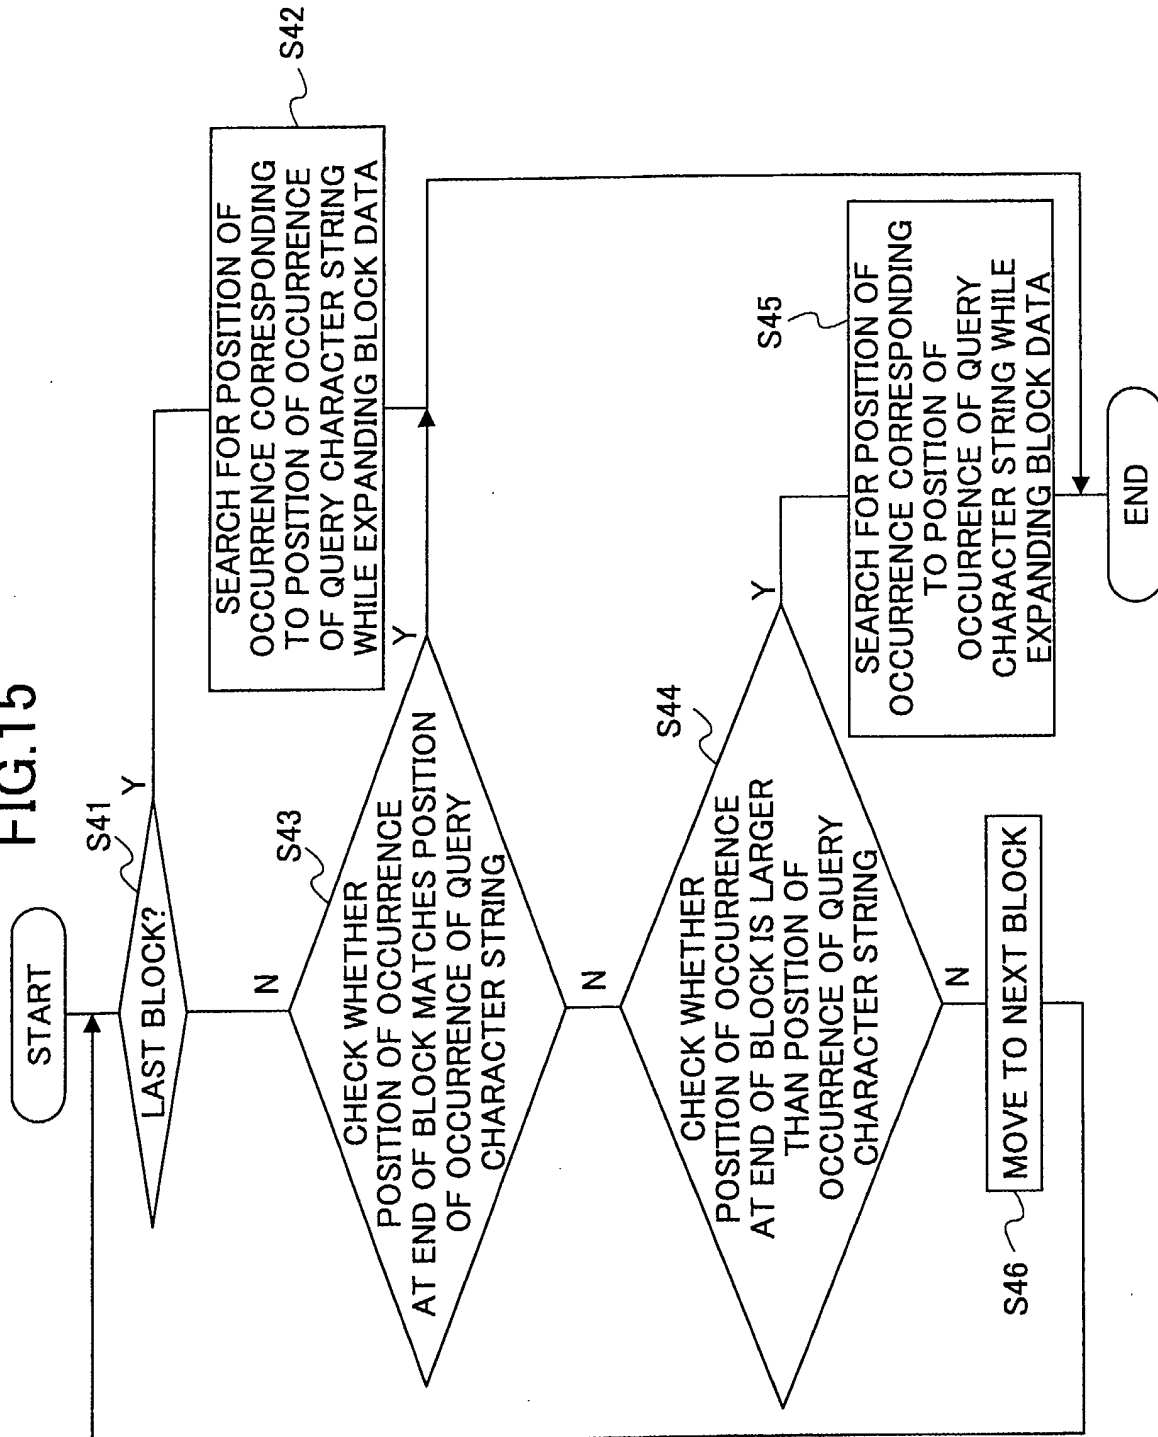 FIG.15
START
LAST BLOCK?
S41
Y
N
SEARCH FOR POSITION OF
OCCURRENCE CORRESPONDING
TO POSITION OF OCCURRENCE
OF QUERY CHARACTER STRING
WHILE EXPANDING BLOCK DATA
S42
CHECK WHETHER
POSITION OF OCCURRENCE
AT END OF BLOCK MATCHES POSITION
OF OCCURRENCE OF QUERY
CHARACTER STRING
S43
Y
N
CHECK WHETHER
POSITION OF OCCURRENCE
AT END OF BLOCK IS LARGER
THAN POSITION OF
OCCURRENCE OF QUERY
CHARACTER STRING
S44
Y
N
SEARCH FOR POSITION OF
OCCURRENCE CORRESPONDING
TO POSITION OF
OCCURRENCE OF QUERY
CHARACTER STRING WHILE
EXPANDING BLOCK DATA
S45
S46
MOVE TO NEXT BLOCK
END